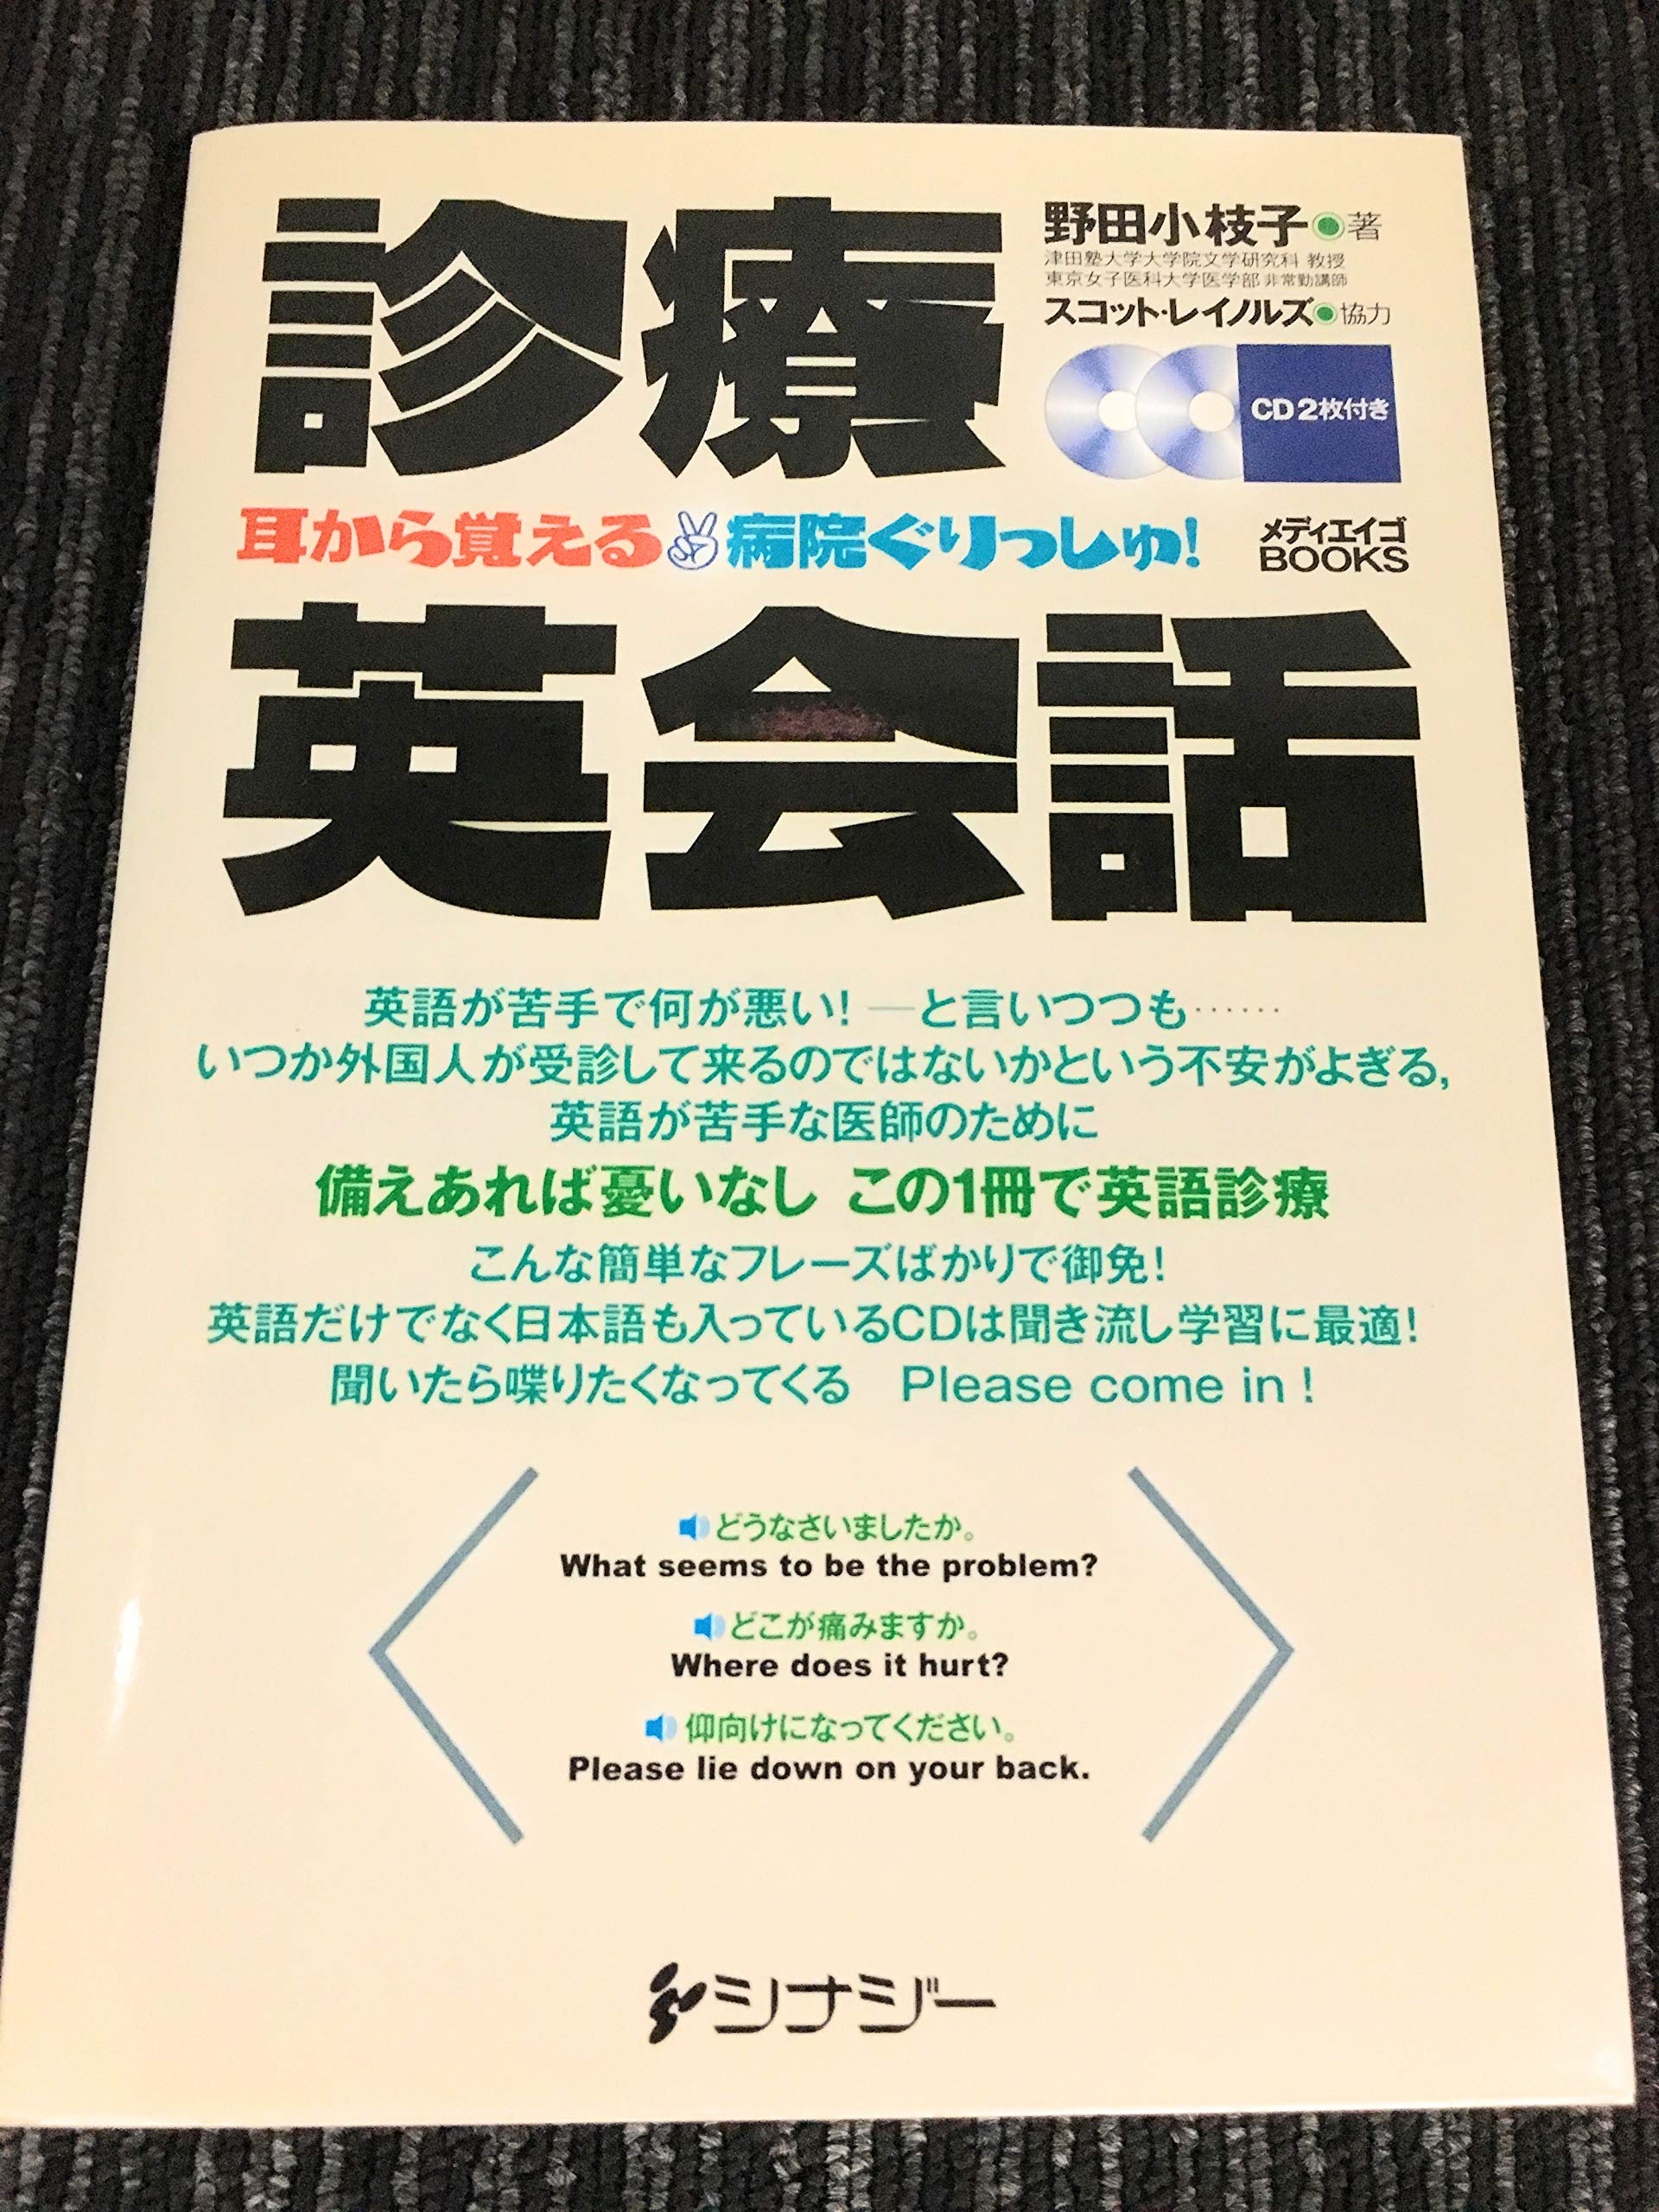 診療
野田小枝子 著
津田塾大学大学院文学研究科 教授
東京女子医科大学医学部 非常勤講師
スコット・レイノルズ 協力
CD 2枚付き
耳から覚える✌病院ぐりっしゅ!
メディエイゴ
BOOKS
英会話
英語が苦手で何が悪い! ―と言いつつも……
いつか外国人が受診して来るのではないかという不安がよぎる,
英語が苦手な医師のために
備えあれば憂いなし この1冊で英語診療
こんな簡単なフレーズばかりで御免!
英語だけでなく日本語も入っているCDは聞き流し学習に最適!
聞いたら喋りたくなってくる Please come in !
どうなさいましたか。
What seems to be the problem?
どこが痛みますか。
Where does it hurt?
仰向けになってください。
Please lie down on your back.
シナジー